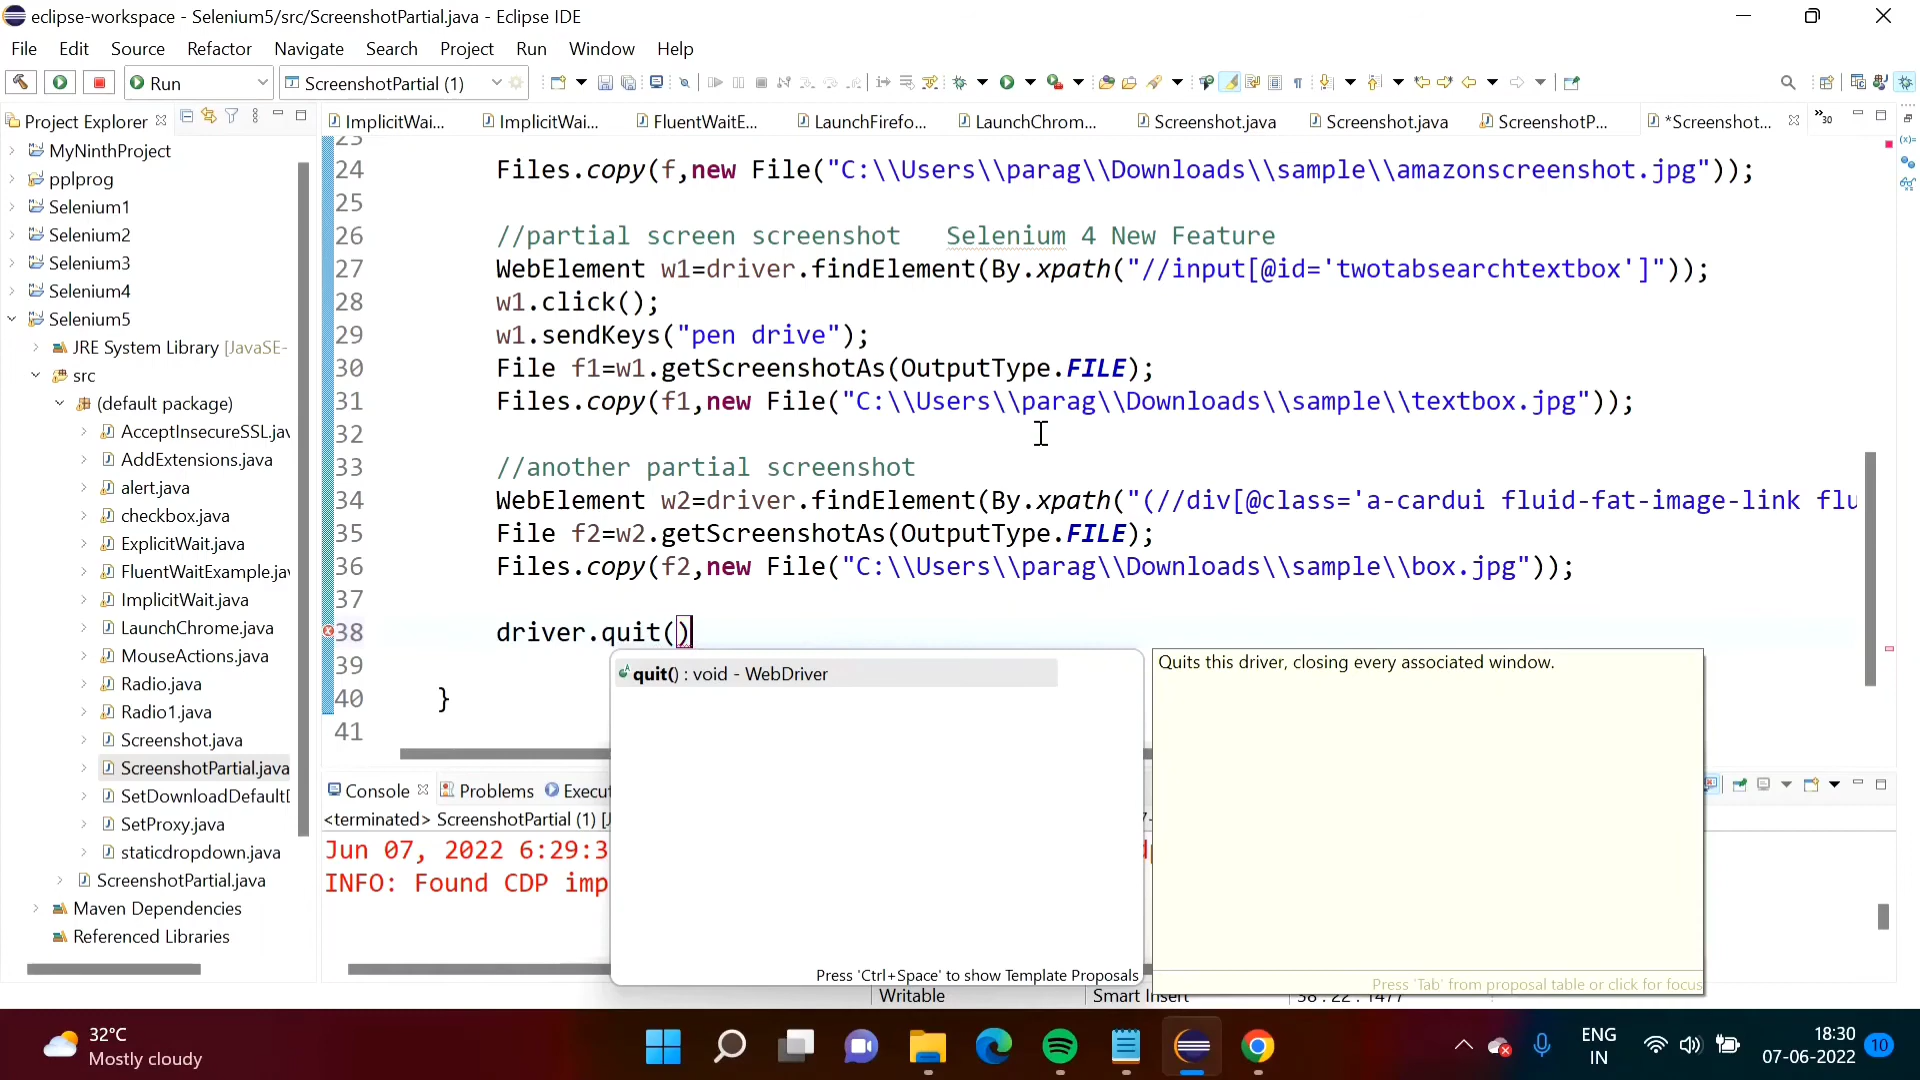 eclipse-workspace - Selenium5/src/ScreenshotPartial.java - Eclipse IDE
File Edit Source Refactor Navigate Search Project Run Window Help
Run ScreenshotPartial (1)
Project Explorer
ImplicitWai... ImplicitWai... FluentWaitE... LaunchFirefo... LaunchChrom... Screenshot.java Screenshot.java ScreenshotP... *Screenshot... »30
MyNinthProject
pplprog
Selenium1
Selenium2
Selenium3
Selenium4
Selenium5
JRE System Library [JavaSE-
src
(default package)
AcceptInsecureSSL.jav
AddExtensions.java
alert.java
checkbox.java
ExplicitWait.java
FluentWaitExample.jav
ImplicitWait.java
LaunchChrome.java
MouseActions.java
Radio.java
Radio1.java
Screenshot.java
ScreenshotPartial.java
SetDownloadDefault
SetProxy.java
staticdropdown.java
ScreenshotPartial.java
Maven Dependencies
Referenced Libraries
23
24 Files.copy(f,new File("C:\\Users\\parag\\Downloads\\sample\\amazonscreenshot.jpg"));
25
26 //partial screen screenshot Selenium 4 New Feature
27 WebElement w1=driver.findElement(By.xpath("//input[@id='twotabsearchtextbox']"));
28 w1.click();
29 w1.sendKeys("pen drive");
30 File f1=w1.getScreenshotAs(OutputType.FILE);
31 Files.copy(f1,new File("C:\\Users\\parag\\Downloads\\sample\\textbox.jpg"));
32
33 //another partial screenshot
34 WebElement w2=driver.findElement(By.xpath("(//div[@class='a-cardui fluid-fat-image-link flu
35 File f2=w2.getScreenshotAs(OutputType.FILE);
36 Files.copy(f2,new File("C:\\Users\\parag\\Downloads\\sample\\box.jpg"));
37
38 driver.quit()
39
40 }
41
quit() : void - WebDriver
Press 'Ctrl+Space' to show Template Proposals
Quits this driver, closing every associated window.
Press 'Tab' from proposal table or click for focus
Console Problems Execut
<terminated> ScreenshotPartial (1) [J
Jun 07, 2022 6:29:3
INFO: Found CDP imp
Writable Smart Insert 38 : 22 : 1477
32°C
Mostly cloudy
ENG
IN
18:30
07-06-2022
10